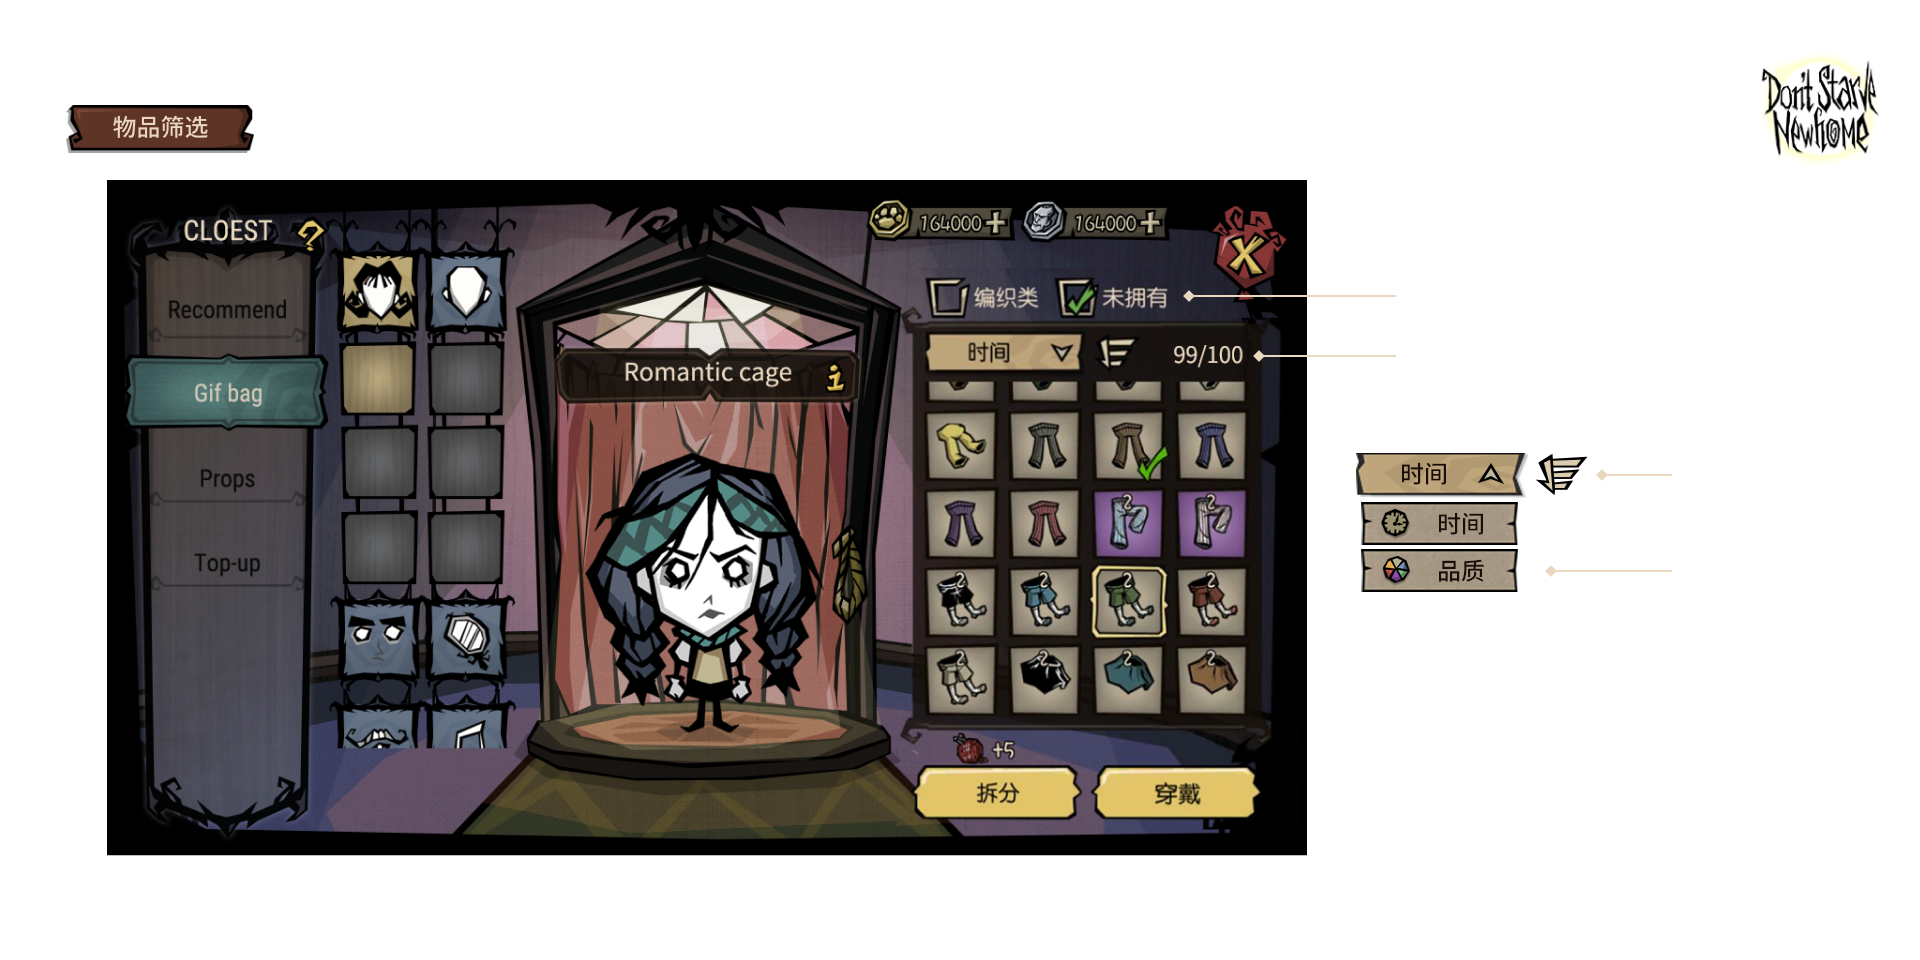 Don't Starve
Newhome
物品筛选
CLOEST
?
164000+
164000+
X
Recommend
Gif bag
Props
Top-up
编织类
未拥有
时间
99/100
Romantic cage
i
+5
拆分
穿戴
时间
时间
品质